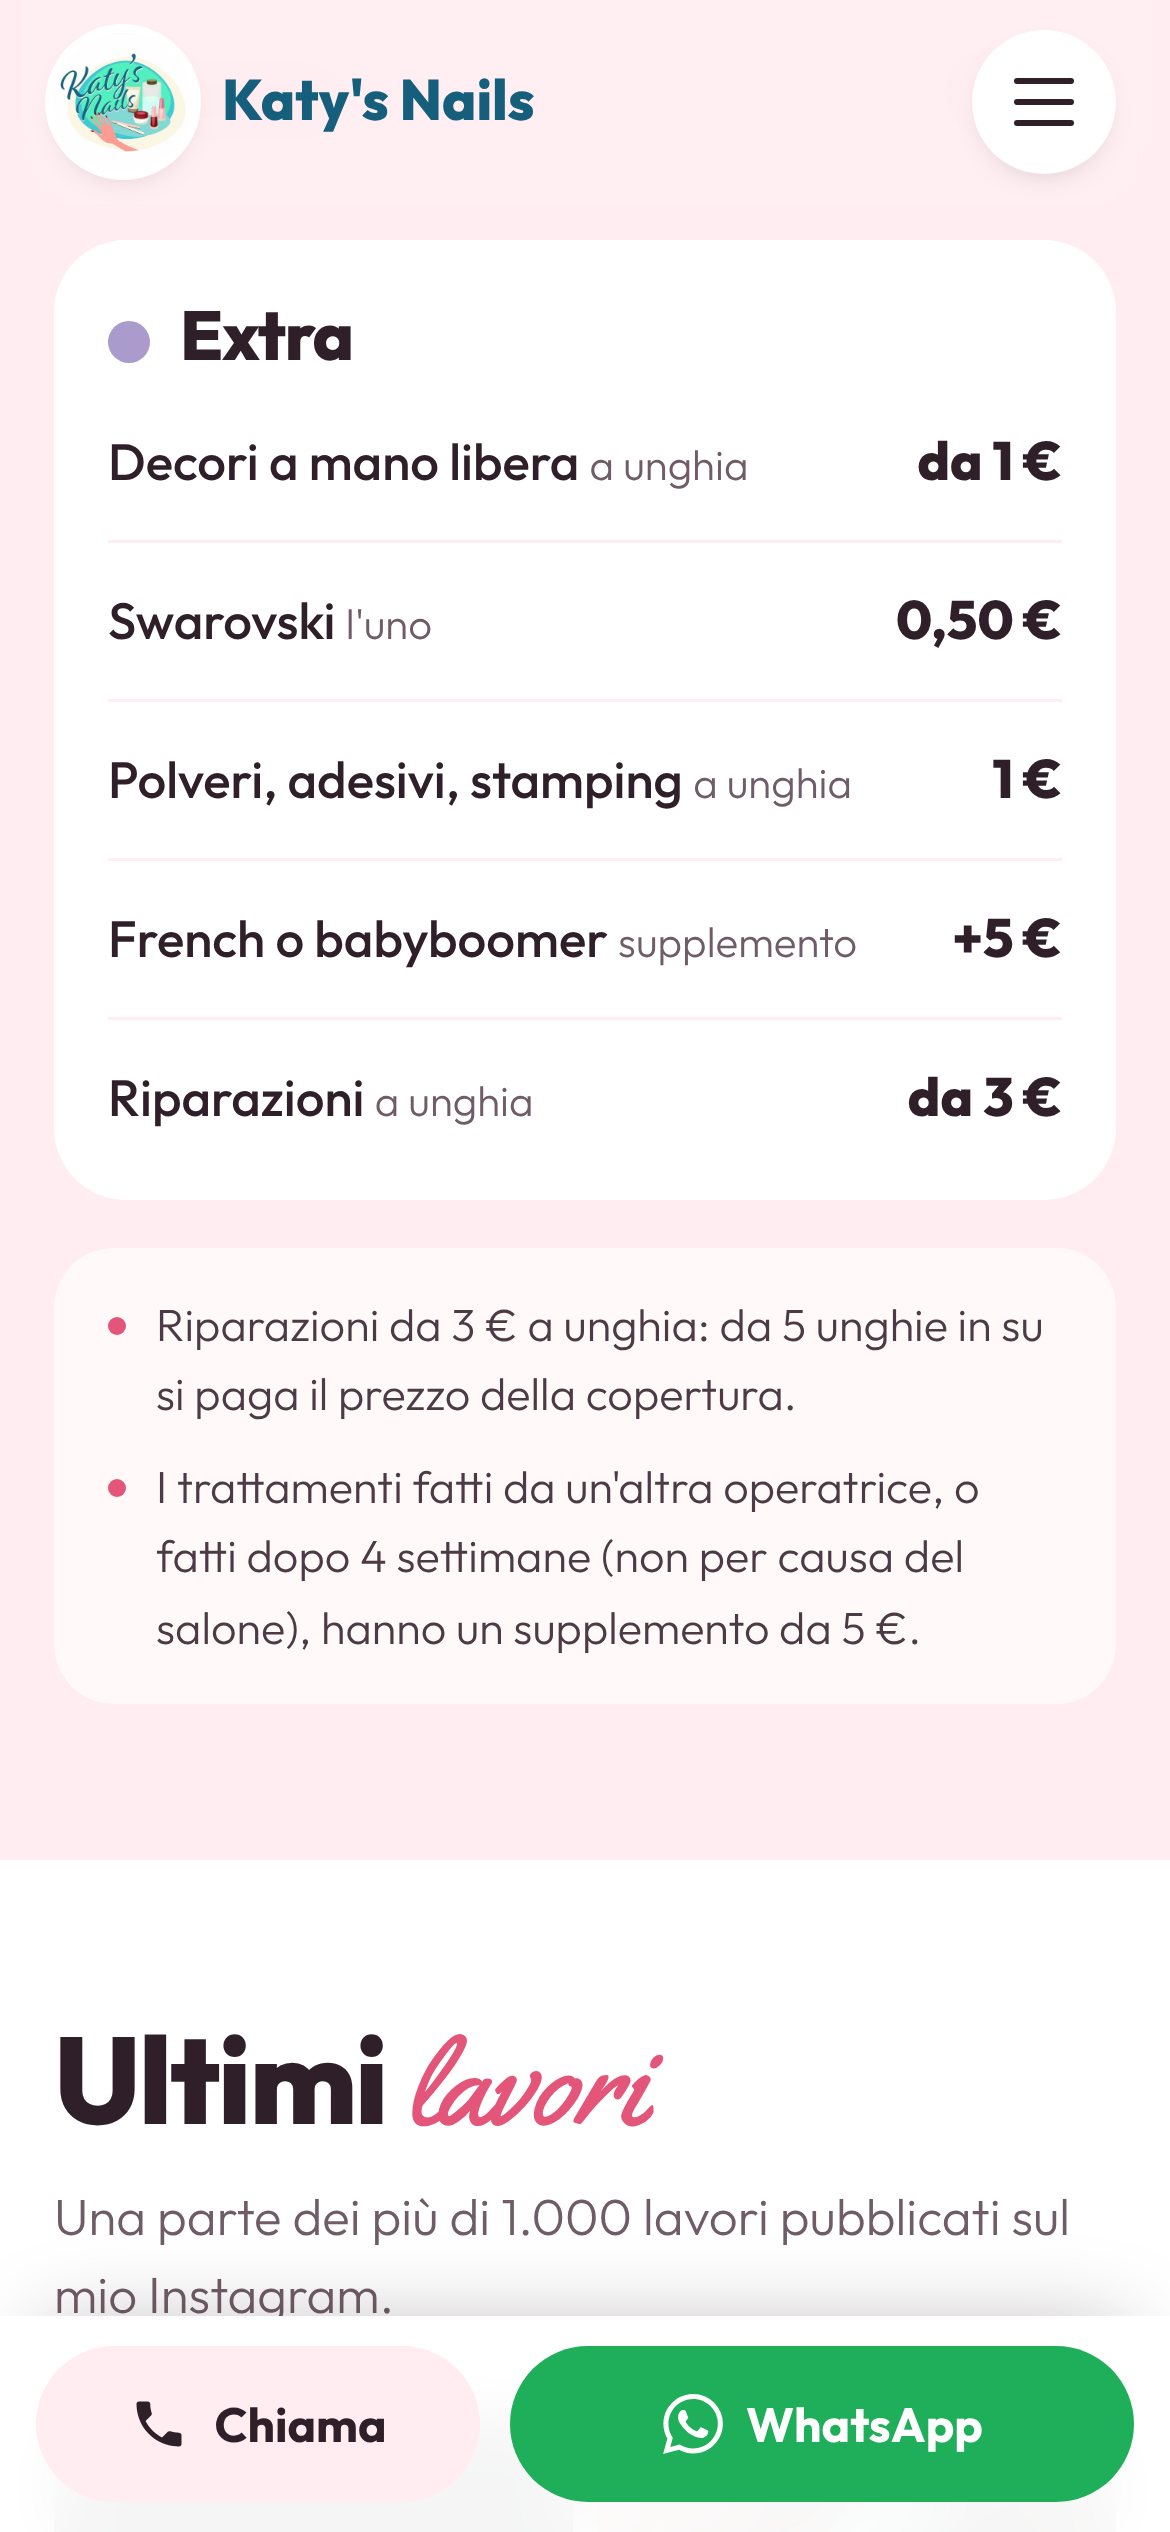 Katy's
Nails
Katy's Nails
Extra
Decori a mano libera a unghia da 1 €
Swarovski l'uno 0,50 €
Polveri, adesivi, stamping a unghia 1 €
French o babyboomer supplemento +5 €
Riparazioni a unghia da 3 €
Riparazioni da 3 € a unghia: da 5 unghie in su
si paga il prezzo della copertura.
I trattamenti fatti da un'altra operatrice, o
fatti dopo 4 settimane (non per causa del
salone), hanno un supplemento da 5 €.
Ultimi lavori
Una parte dei più di 1.000 lavori pubblicati sul
mio Instagram.
Chiama
WhatsApp